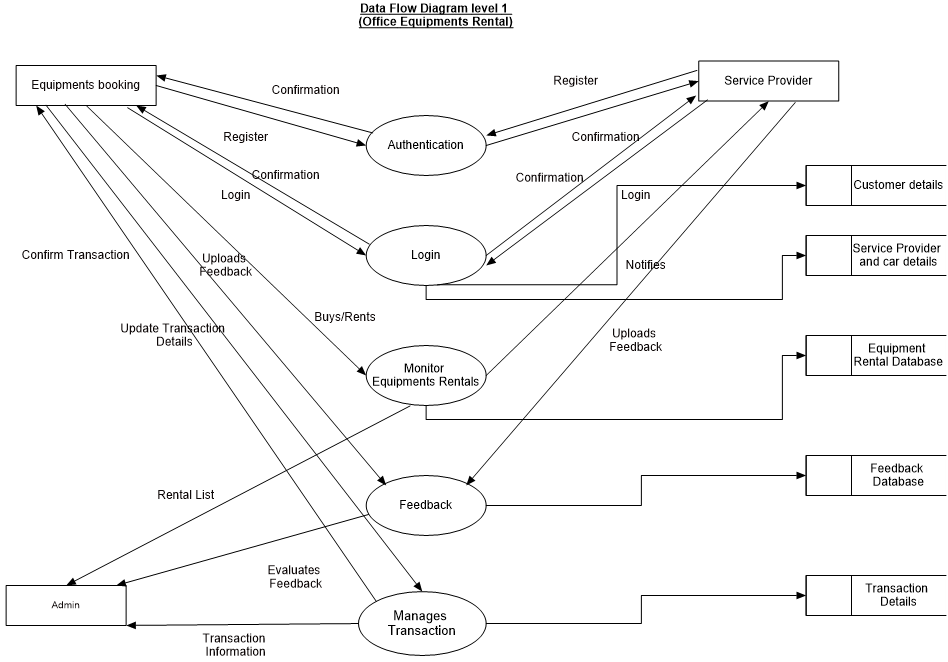 Data Flow Diagram level 1
(Office Equipments Rental)
Equipments booking
Service Provider
Confirmation
Register
Register
Confirmation
Authentication
Confirmation
Confirmation
Login
Login
Customer details
Login
Confirm Transaction
Uploads
Feedback
Notifies
Service Provider
and car details
Buys/Rents
Update Transaction
Details
Uploads
Feedback
Monitor
Equipments Rentals
Equipment
Rental Database
Rental List
Feedback
Feedback
Database
Evaluates
Feedback
Admin
Manages
Transaction
Transaction
Details
Transaction
Information